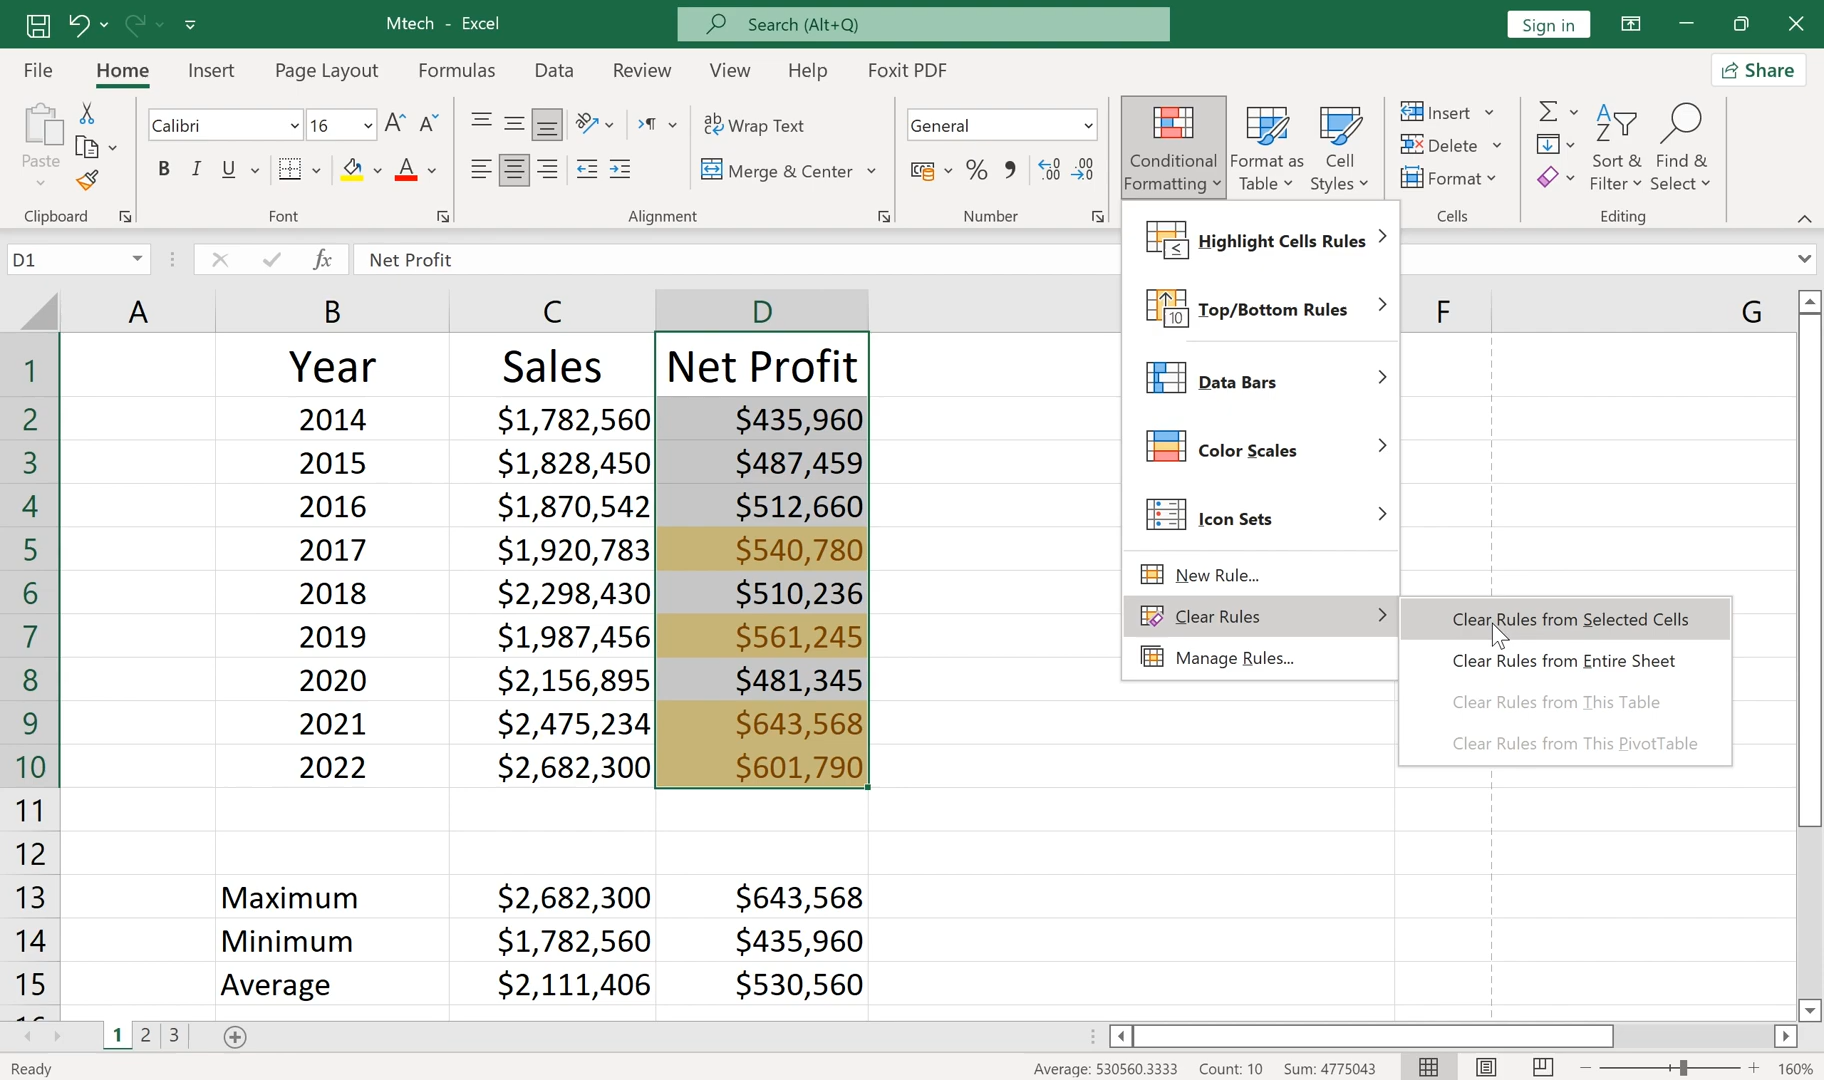 Mtech - Excel
Search (Alt+Q)
Sign in
File Home Insert Page Layout Formulas Data Review View Help Foxit PDF
Share
Paste
Clipboard
Calibri 16 A^ A˅
B I U A
Font
ab Wrap Text
Merge & Center
Alignment
General
% 9 .00 .00
Number
Conditional Formatting
Format as Table
Cell Styles
Insert
Delete
Format
Cells
Σ
Sort & Filter
Find & Select
Editing
D1 fx Net Profit
A B C D F G
1 Year Sales Net Profit
2 2014 $1,782,560 $435,960
3 2015 $1,828,450 $487,459
4 2016 $1,870,542 $512,660
5 2017 $1,920,783 $540,780
6 2018 $2,298,430 $510,236
7 2019 $1,987,456 $561,245
8 2020 $2,156,895 $481,345
9 2021 $2,475,234 $643,568
10 2022 $2,682,300 $601,790
11
12
13 Maximum $2,682,300 $643,568
14 Minimum $1,782,560 $435,960
15 Average $2,111,406 $530,560
Highlight Cells Rules
Top/Bottom Rules
Data Bars
Color Scales
Icon Sets
New Rule...
Clear Rules
Manage Rules...
Clear Rules from Selected Cells
Clear Rules from Entire Sheet
Clear Rules from This Table
Clear Rules from This PivotTable
1 2 3
Ready
Average: 530560.3333 Count: 10 Sum: 4775043
160%